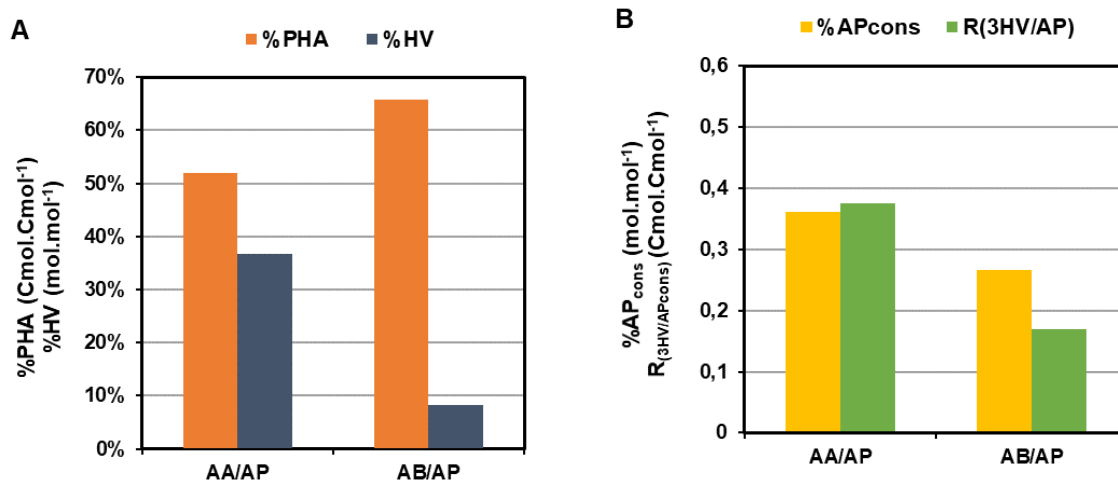 A
%PHA %HV
%PHA (Cmol.Cmol⁻¹)
%HV (mol.mol⁻¹)
70%
60%
50%
40%
30%
20%
10%
0%
AA/AP AB/AP
B
%APcons R(3HV/AP)
%APcons (mol.mol⁻¹)
R(3HV/APcons) (Cmol.Cmol⁻¹)
0,6
0,5
0,4
0,3
0,2
0,1
0
AA/AP AB/AP